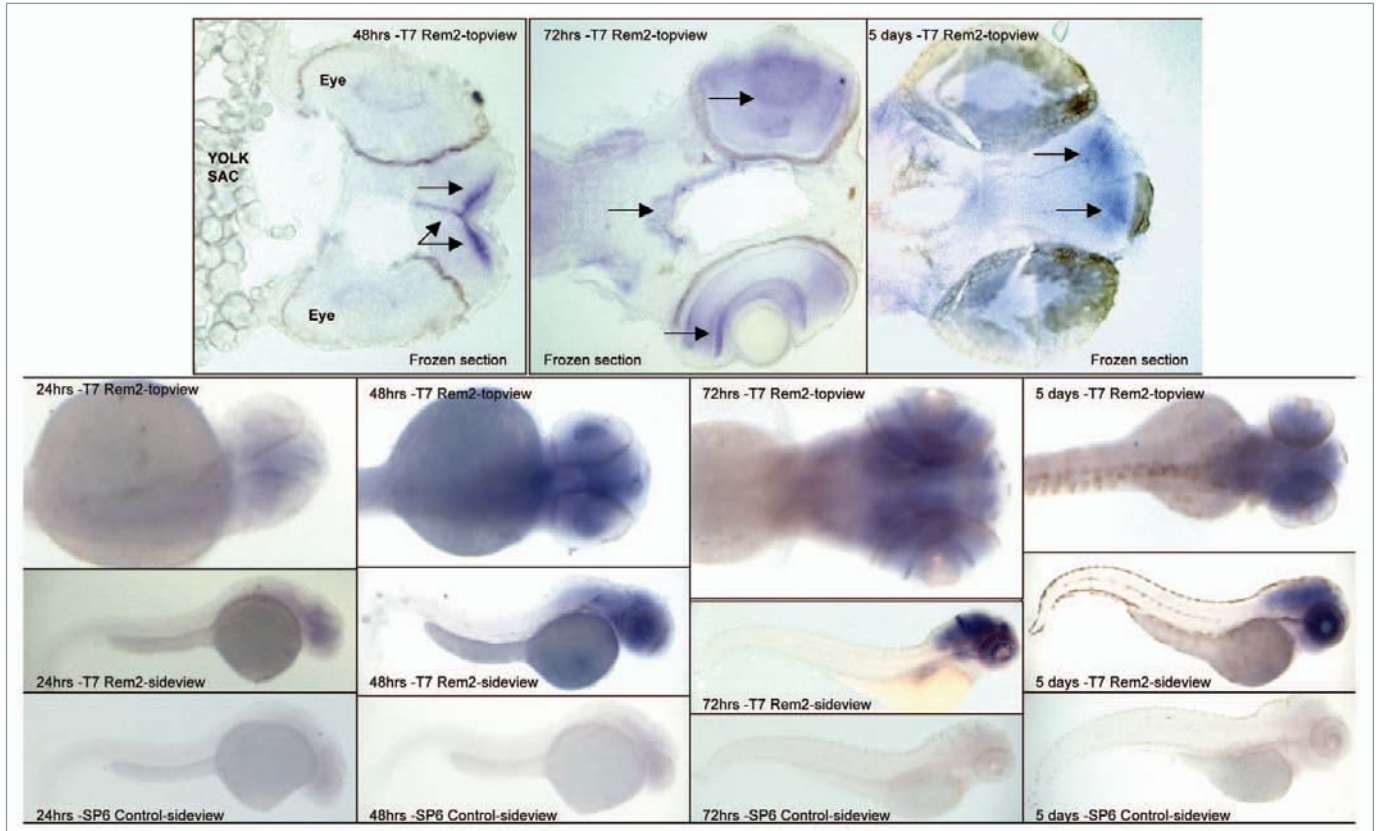 48hrs -T7 Rem2-topview
Eye
YOLK
SAC
Eye
Frozen section
72hrs -T7 Rem2-topview
Frozen section
5 days -T7 Rem2-topview
Frozen section
24hrs -T7 Rem2-topview
48hrs -T7 Rem2-topview
72hrs -T7 Rem2-topview
5 days -T7 Rem2-topview
24hrs -T7 Rem2-sideview
48hrs -T7 Rem2-sideview
72hrs -T7 Rem2-sideview
5 days -T7 Rem2-sideview
24hrs -SP6 Control-sideview
48hrs -SP6 Control-sideview
72hrs -SP6 Control-sideview
5 days -SP6 Control-sideview